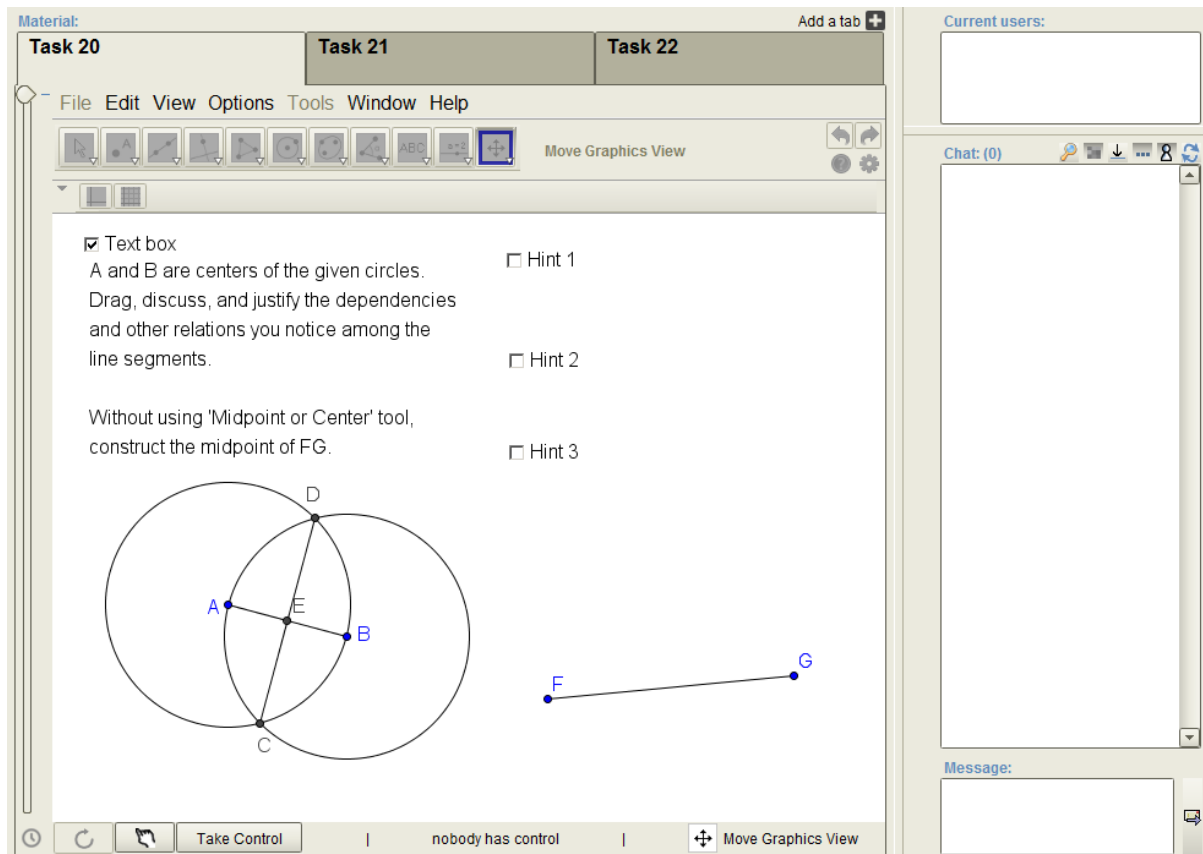 Material:
Add a tab
Current users:
Task 20
Task 21
Task 22
File Edit View Options Tools Window Help
A
ABC
a=2
Move Graphics View
Chat: (0)
Text box
A and B are centers of the given circles.
Drag, discuss, and justify the dependencies
and other relations you notice among the
line segments.
Hint 1
Hint 2
Without using 'Midpoint or Center' tool,
construct the midpoint of FG.
Hint 3
D
A
E
B
C
F
G
Message:
Take Control
|
nobody has control
|
Move Graphics View